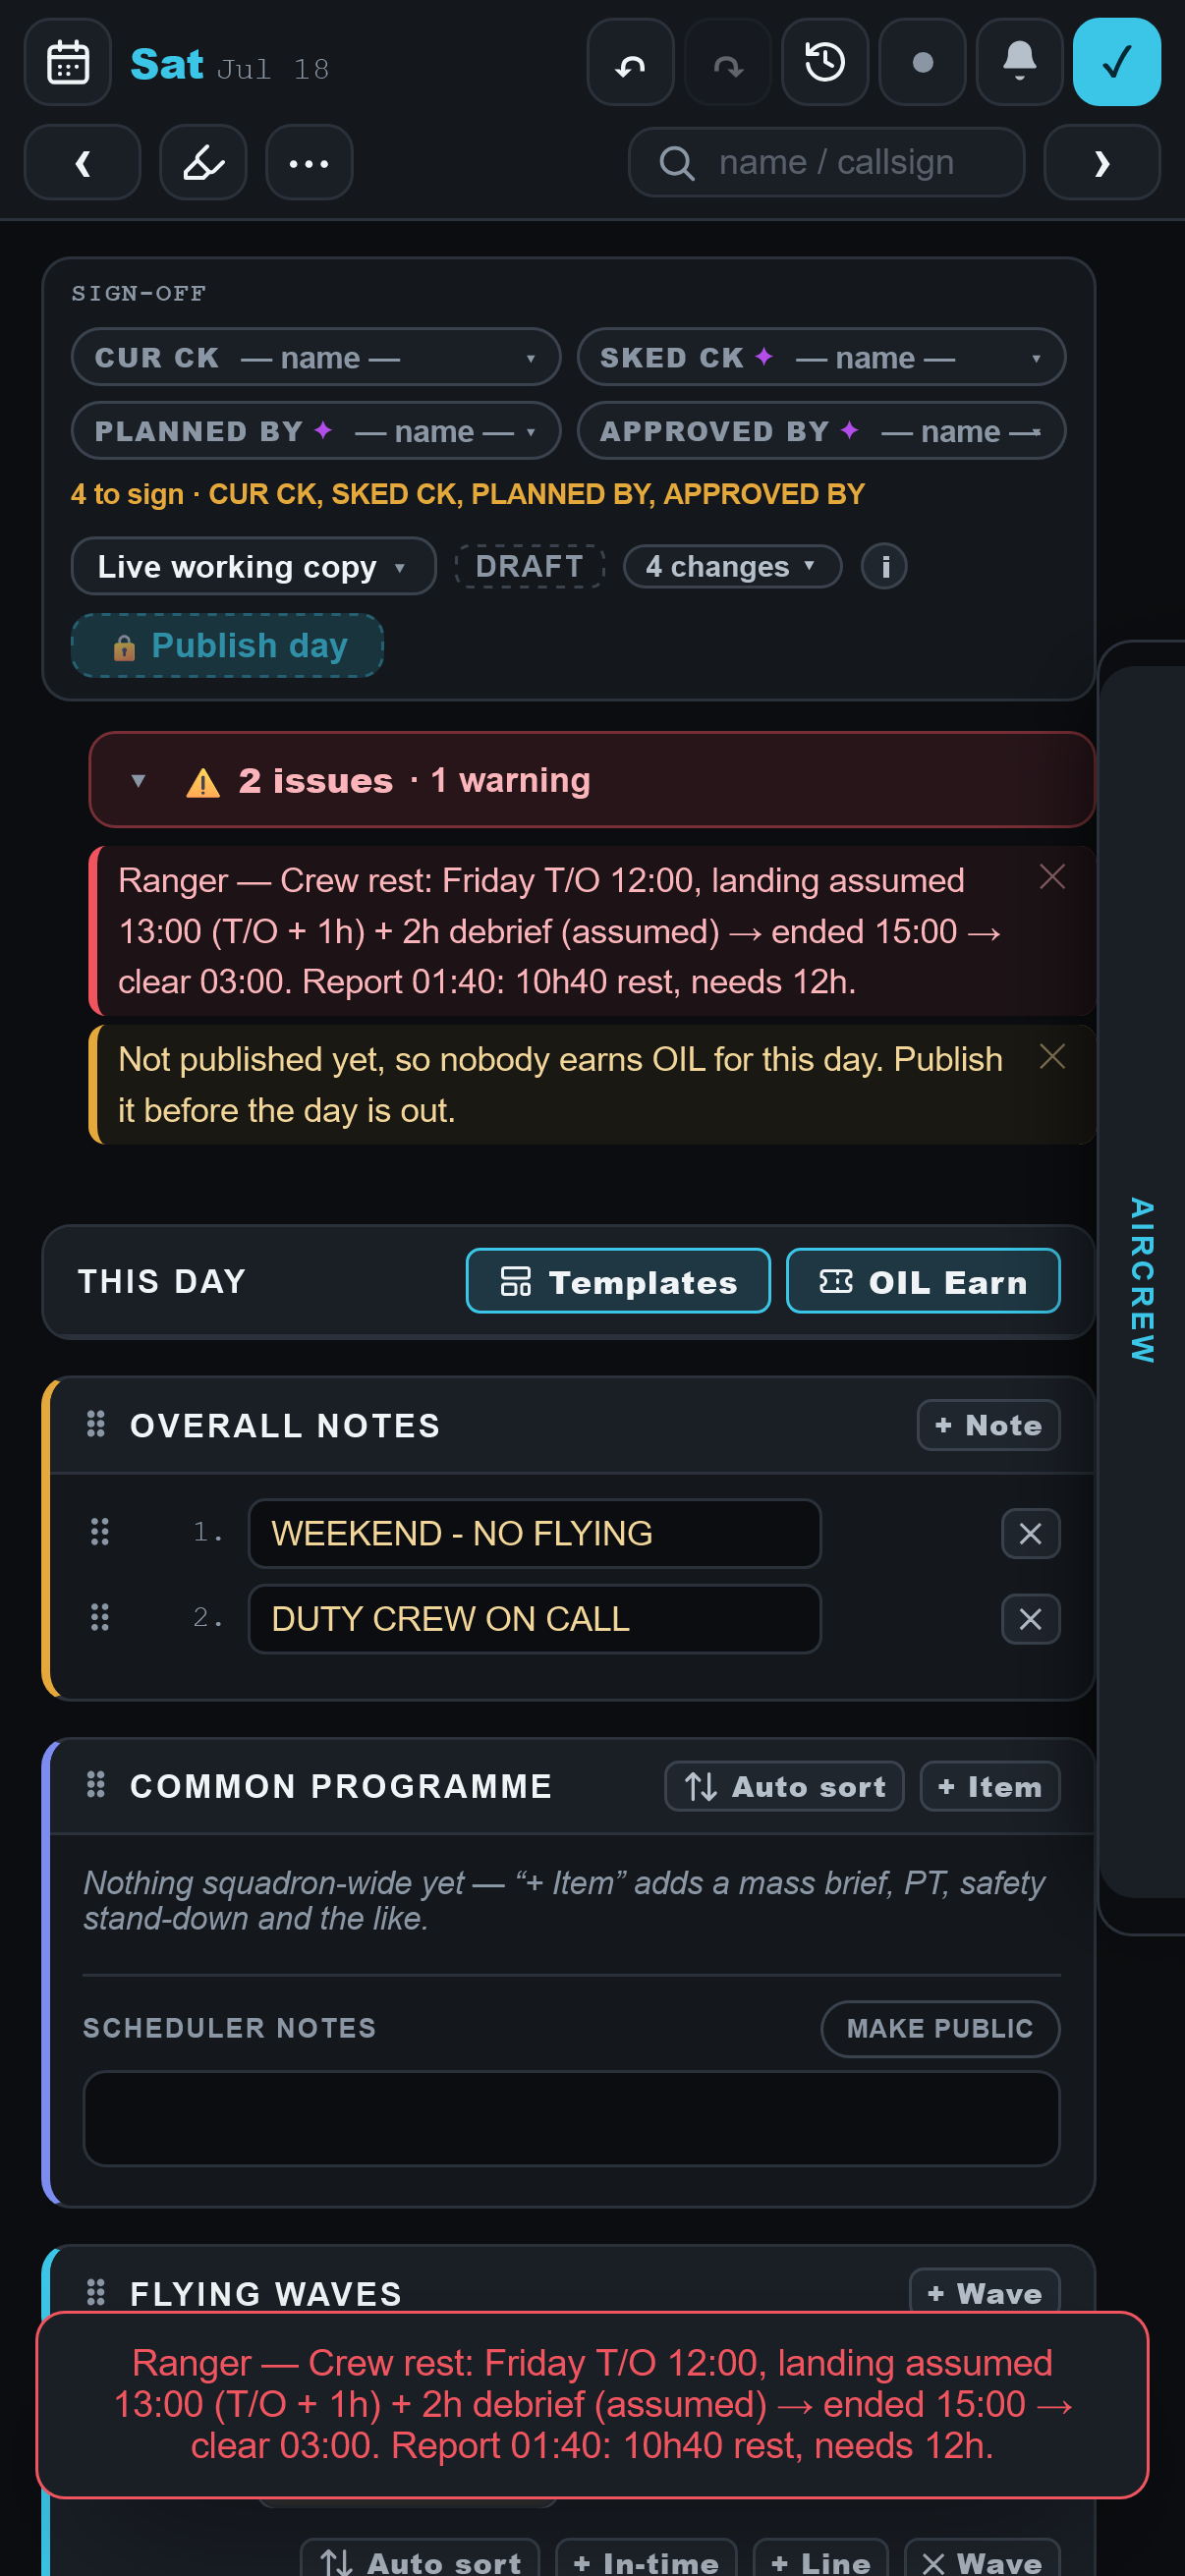 Sat Jul 18
name / callsign
SIGN-OFF
CUR CK — name —
SKED CK ✦ — name —
PLANNED BY ✦ — name —
APPROVED BY ✦ — name —
4 to sign · CUR CK, SKED CK, PLANNED BY, APPROVED BY
Live working copy
DRAFT
4 changes
i
Publish day
2 issues · 1 warning
Ranger — Crew rest: Friday T/O 12:00, landing assumed
13:00 (T/O + 1h) + 2h debrief (assumed) → ended 15:00 →
clear 03:00. Report 01:40: 10h40 rest, needs 12h.
Not published yet, so nobody earns OIL for this day. Publish
it before the day is out.
AIRCREW
THIS DAY
Templates
OIL Earn
OVERALL NOTES
+ Note
1. WEEKEND - NO FLYING
2. DUTY CREW ON CALL
COMMON PROGRAMME
Auto sort
+ Item
Nothing squadron-wide yet — “+ Item” adds a mass brief, PT, safety
stand-down and the like.
SCHEDULER NOTES
MAKE PUBLIC
FLYING WAVES
+ Wave
Ranger — Crew rest: Friday T/O 12:00, landing assumed
13:00 (T/O + 1h) + 2h debrief (assumed) → ended 15:00 →
clear 03:00. Report 01:40: 10h40 rest, needs 12h.
Auto sort
+ In-time
+ Line
× Wave